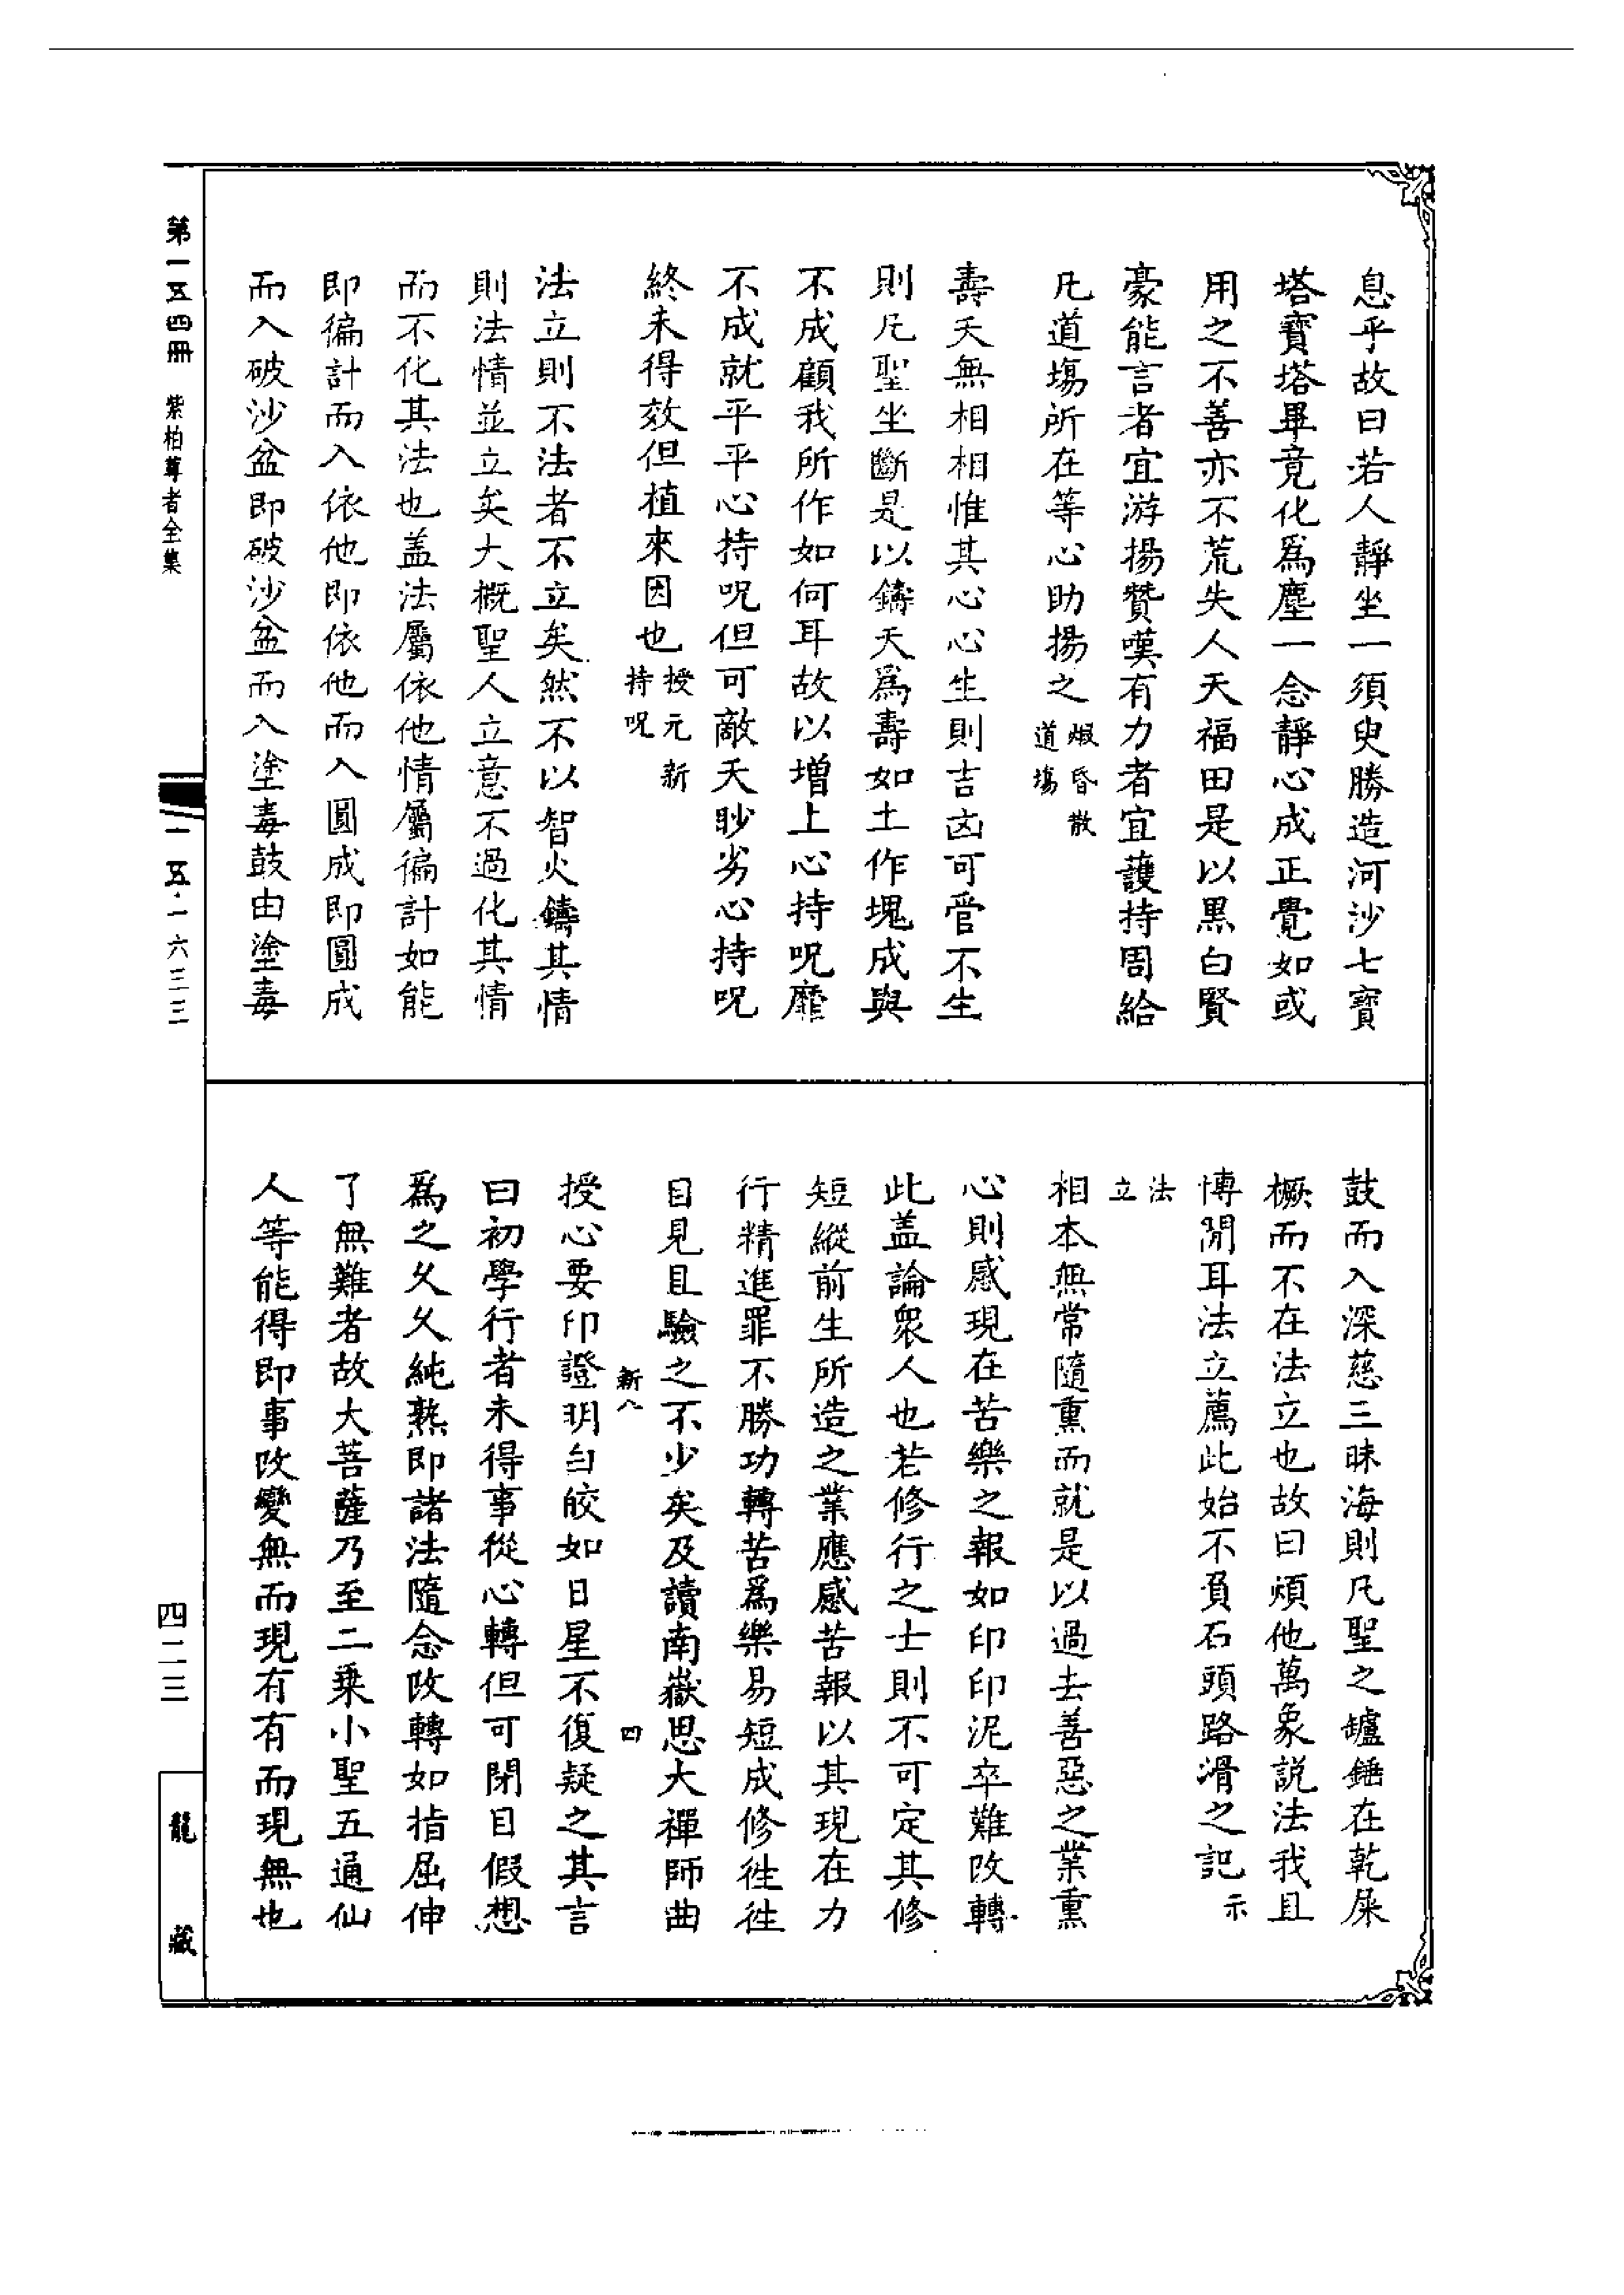 息乎故曰若人靜坐一須臾勝造河沙七寶
塔寶塔畢竟化爲塵一念靜心成正覺如或
用之不善亦不荒失人天福田是以黑白賢
豪能言者宜游揚贊嘆有力者宜護持周給
凡道場所在等心助揚之 煆昏散
道場
壽夭無相相惟其心心生則吉凶可管不生
則凡聖坐斷是以鑄夭爲壽如土作塊成與
不成顧我所作如何耳故以增上心持呪靡
不成就平平心持呪但可敵夭眇劣心持呪
終未得效但植來因也 授元新
持呪
法立則不法者不立矣然不以智火鑄其情
則法情並立矣大概聖人立意不過化其情
而不化其法也盖法屬依他情屬徧計如能
即徧計而入依他即依他而入圓成即圓成
而入破沙盆即破沙盆而入塗毒鼓由塗毒
鼓而入深慈三昧海則凡聖之鑪錘在乾屎
橛而不在法立也故曰煩他萬象説法我且
博閒耳法立薦此始不負石頭路滑之記 示
法
立
相本無常隨熏而就是以過去善惡之業熏
心則感現在苦樂之報如印印泥卒難改轉
此盖論衆人也若修行之士則不可定其修
短縱前生所造之業應感苦報以其現在力
行精進罪不勝功轉苦爲樂易短成修徃徃
目見且驗之不少矣及讀南嶽思大禪師曲
新八
四
授心要印證明白皎如日星不復疑之其言
曰初學行者未得事從心轉但可閉目假想
爲之久久純熟即諸法隨念改轉如指屈伸
了無難者故大菩薩乃至二乘小聖五通仙
人等能得即事改變無而現有有而現無也
第一五四冊 紫柏尊者全集
一五·一六三三
四二三
龍藏